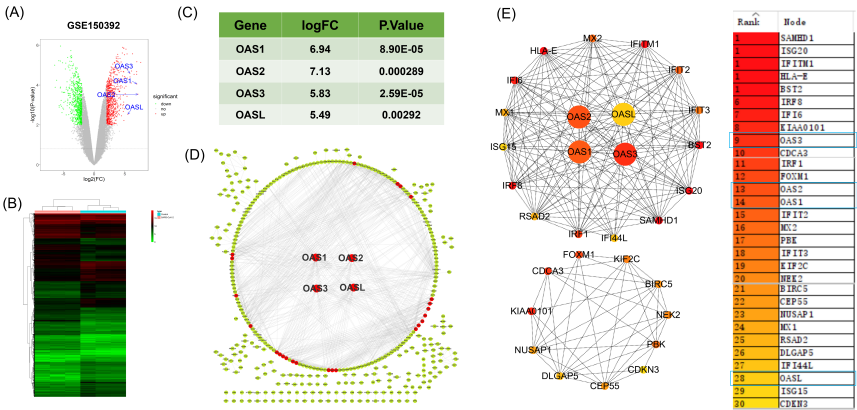 (A)
GSE150392
OAS3
OAS1
OAS2
OASL
significant
down
no
up
-log10(P-value)
log2(FC)
(B)
(C)
Gene logFC P.Value
OAS1 6.94 8.90E-05
OAS2 7.13 0.000289
OAS3 5.83 2.59E-05
OASL 5.49 0.00292
(D)
OAS1 OAS2
OAS3 OASL
(E)
MX2
HLA-E
IFITM1
IFI6
IFIT2
MX1
IFIT3
OAS2
OASL
ISG15
BST2
OAS1
OAS3
IRF8
ISG20
RSAD2
SAMHD1
IRF1
IFI44L
FOXM1
KIF2C
CDCA3
BIRC5
KIAA0101
NEK2
NUSAP1
PBK
DLGAP5
CDKN3
CEP55
Rank Node
1 SAMHD1
1 ISG20
1 IFITM1
1 HLA-E
1 BST2
6 IRF8
7 IFI6
8 KIAA0101
9 OAS3
10 CDCA3
11 IRF1
12 FOXM1
13 OAS2
14 OAS1
15 IFIT2
16 MX2
17 PBK
18 IFIT3
19 KIF2C
20 NEK2
21 BIRC5
22 CEP55
23 NUSAP1
24 MX1
25 RSAD2
26 DLGAP5
27 IFI44L
28 OASL
29 ISG15
30 CDKN3